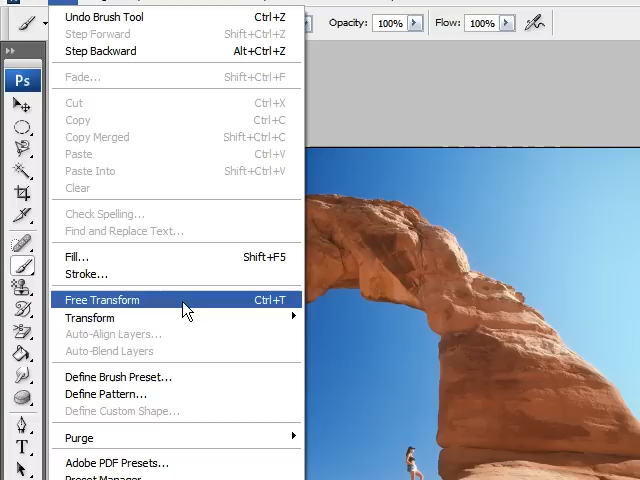 Opacity: 100% Flow: 100%
Undo Brush Tool Ctrl+Z
Step Forward Shift+Ctrl+Z
Step Backward Alt+Ctrl+Z
Fade... Shift+Ctrl+F
Cut Ctrl+X
Copy Ctrl+C
Copy Merged Shift+Ctrl+C
Paste Ctrl+V
Paste Into Shift+Ctrl+V
Clear
Check Spelling...
Find and Replace Text...
Fill... Shift+F5
Stroke...
Free Transform Ctrl+T
Transform
Auto-Align Layers...
Auto-Blend Layers
Define Brush Preset...
Define Pattern...
Define Custom Shape...
Purge
Adobe PDF Presets...
Preset Manager
Ps
T